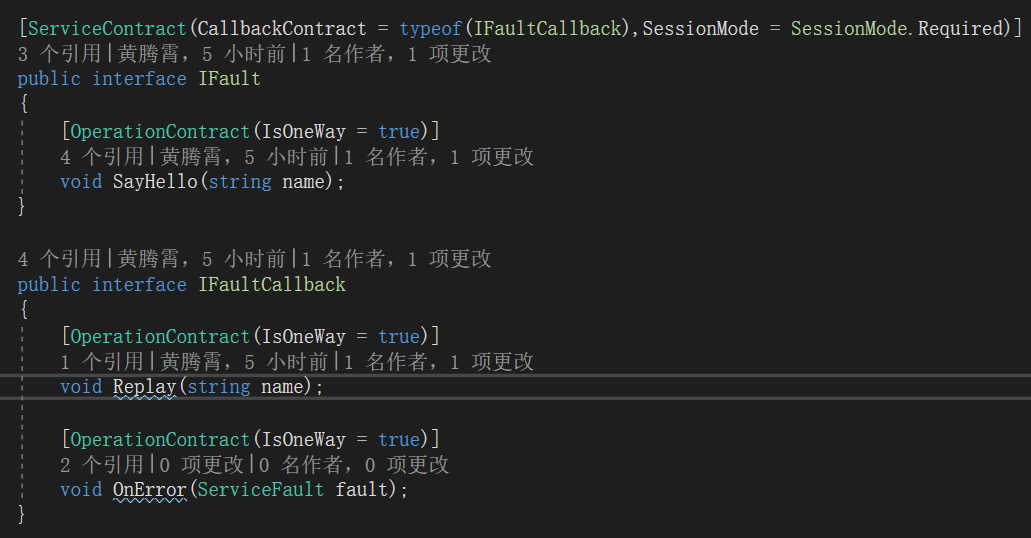 [ServiceContract(CallbackContract = typeof(IFaultCallback),SessionMode = SessionMode.Required)]
3 个引用|黄腾霄，5 小时前|1 名作者，1 项更改
public interface IFault
{
[OperationContract(IsOneWay = true)]
4 个引用|黄腾霄，5 小时前|1 名作者，1 项更改
void SayHello(string name);
}
4 个引用|黄腾霄，5 小时前|1 名作者，1 项更改
public interface IFaultCallback
{
[OperationContract(IsOneWay = true)]
1 个引用|黄腾霄，5 小时前|1 名作者，1 项更改
void Replay(string name);
[OperationContract(IsOneWay = true)]
2 个引用|0 项更改|0 名作者，0 项更改
void OnError(ServiceFault fault);
}